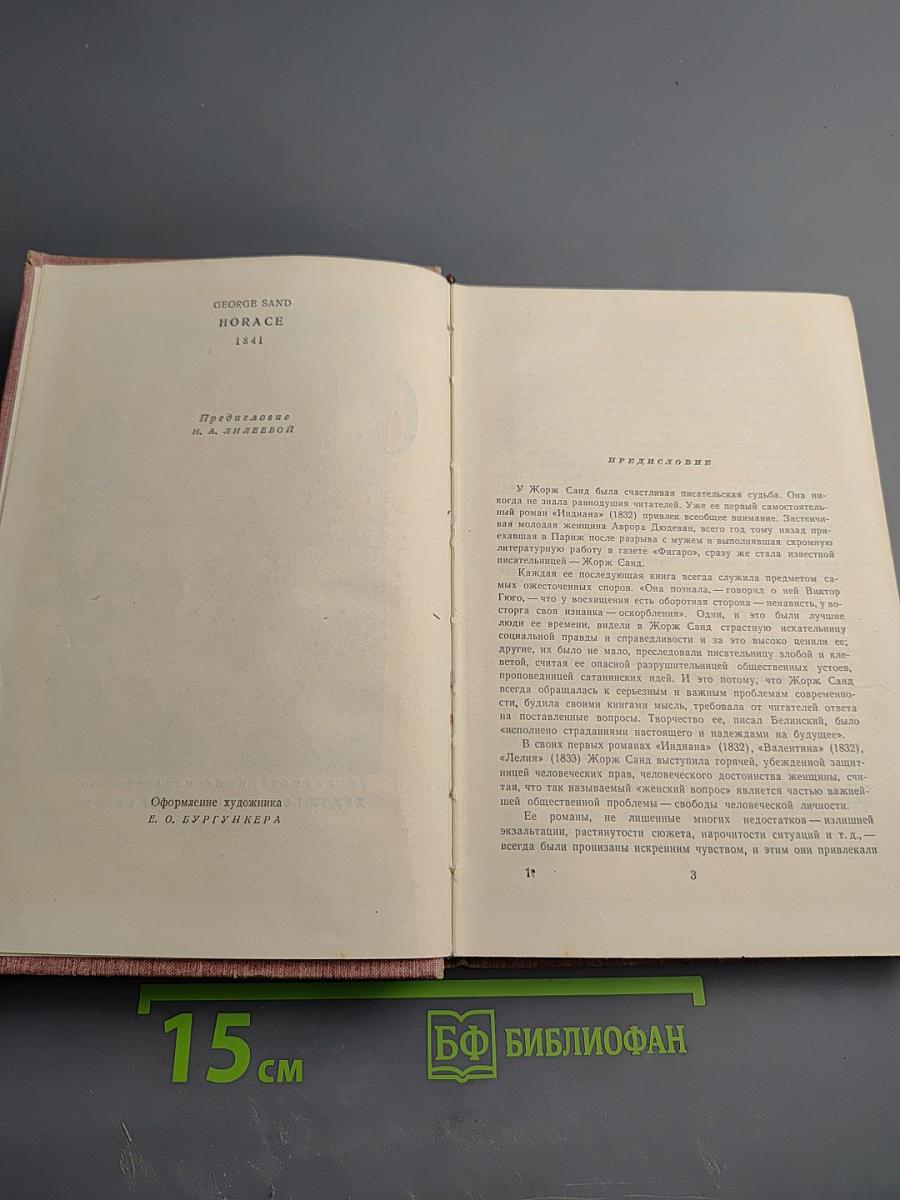 GEORGE SAND
HORACE
1841
Предисловие
И. А. ЛИЛЕЕВОЙ
Оформление художника
Е. О. БУРГУНКЕРА
ПРЕДИСЛОВИЕ
У Жорж Санд была счастливая писательская судьба. Она ни-
когда не знала равнодушия читателей. Уже ее первый самостоятель-
ный роман «Индиана» (1832) привлек всеобщее внимание. Застенчи-
вая молодая женщина Аврора Дюдеван, всего год тому назад при-
ехавшая в Париж после разрыва с мужем и выполнявшая скромную
литературную работу в газете «Фигаро», сразу же стала известной
писательницей — Жорж Санд.
Каждая ее последующая книга всегда служила предметом са-
мых ожесточенных споров. «Она познала, — говорил о ней Виктор
Гюго, — что у восхищения есть оборотная сторона — ненависть, у во-
сторга своя изнанка — оскорбления». Одни, и это были лучшие
люди ее времени, видели в Жорж Санд страстную искательницу
социальной правды и справедливости и за это высоко ценили ее;
другие, их было не мало, преследовали писательницу злобой и кле-
ветой, считая ее опасной разрушительницей общественных устоев,
проповедницей сатанинских идей. И это потому, что Жорж Санд
всегда обращалась к серьезным и важным проблемам современно-
сти, будила своими книгами мысль, требовала от читателей ответа
на поставленные вопросы. Творчество ее, писал Белинский, было
«исполнено страданиями настоящего и надеждами на будущее».
В своих первых романах «Индиана» (1832), «Валентина» (1832),
«Лелия» (1833) Жорж Санд выступила горячей, убежденной защит-
ницей человеческих прав, человеческого достоинства женщины, счи-
тая, что так называемый «женский вопрос» является частью важней-
шей общественной проблемы — свободы человеческой личности.
Ее романы, не лишенные многих недостатков — излишней
экзальтации, растянутости сюжета, нарочитости ситуаций и т. д., —
всегда были пронизаны искренним чувством, и этим они привлекали
1*
3
15 см
БФ БИБЛИОФАН